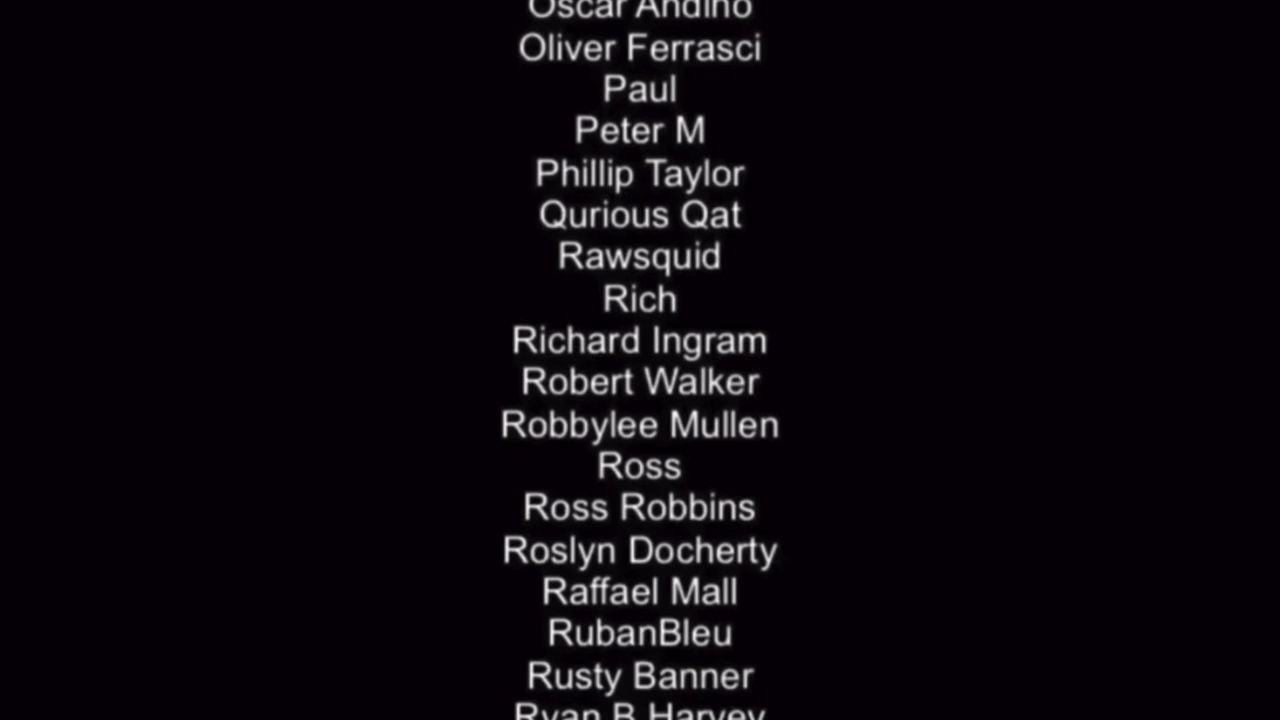 Oscar Andino
Oliver Ferrasci
Paul
Peter M
Phillip Taylor
Qurious Qat
Rawsquid
Rich
Richard Ingram
Robert Walker
Robbylee Mullen
Ross
Ross Robbins
Roslyn Docherty
Raffael Mall
RubanBleu
Rusty Banner
Ryan B Harvey